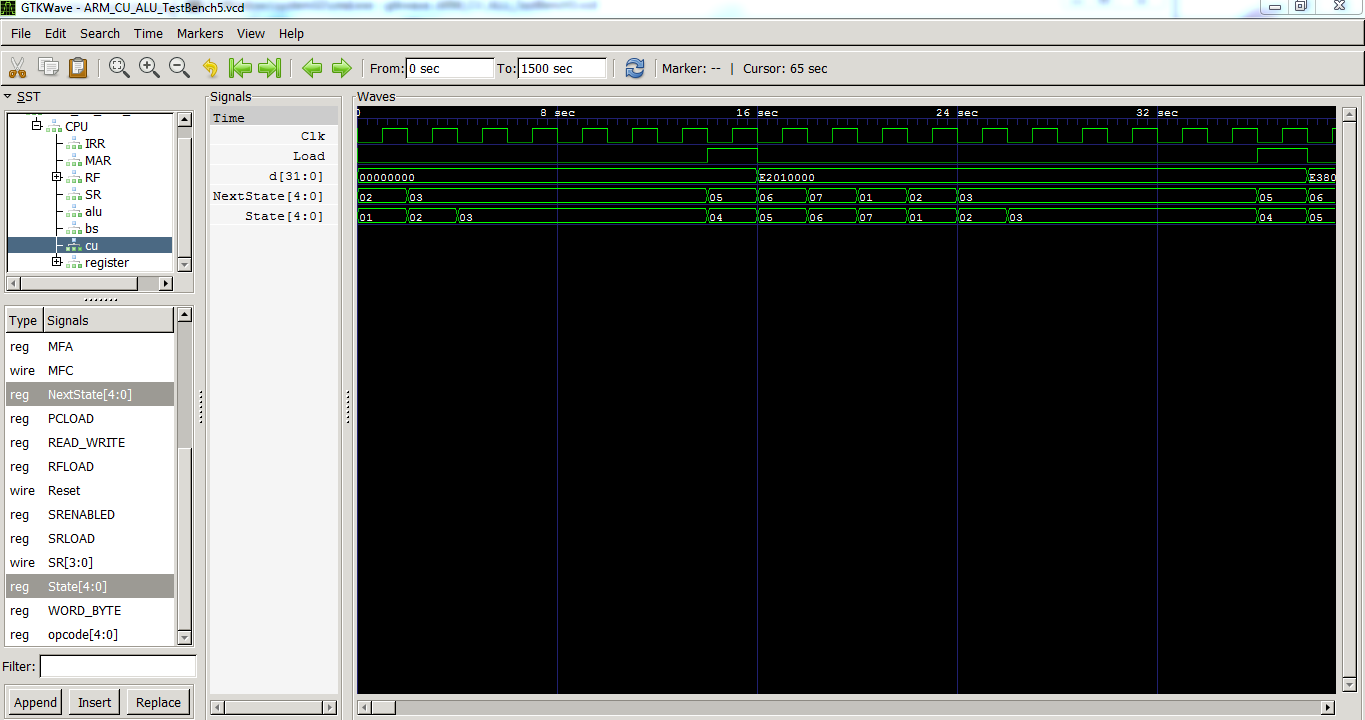 GTKWave - ARM_CU_ALU_TestBench5.vcd
File Edit Search Time Markers View Help
From: 0 sec To: 1500 sec Marker: -- | Cursor: 65 sec
SST
CPU
IRR
MAR
RF
SR
alu
bs
cu
register
Type Signals
reg MFA
wire MFC
reg NextState[4:0]
reg PCLOAD
reg READ_WRITE
reg RFLOAD
wire Reset
reg SRENABLED
reg SRLOAD
wire SR[3:0]
reg State[4:0]
reg WORD_BYTE
reg opcode[4:0]
Filter:
Append Insert Replace
Signals
Time
Clk
Load
d[31:0]
NextState[4:0]
State[4:0]
Waves
0 8 sec 16 sec 24 sec 32 sec
00000000 E2010000 E380
02 03 05 06 07 01 02 03 05 06
01 02 03 04 05 06 07 01 02 03 04 05